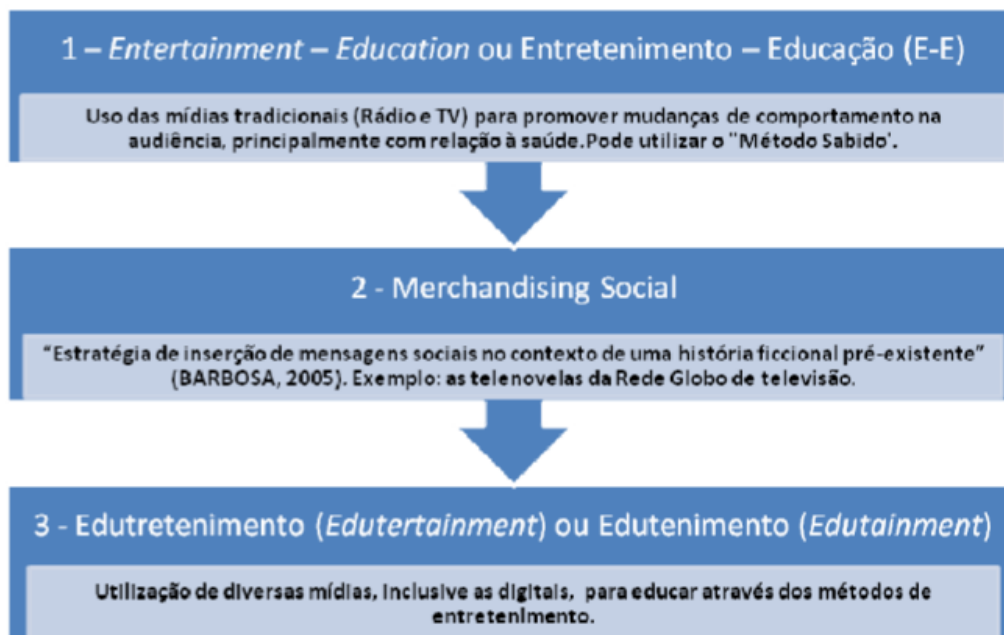 1 – Entertainment – Education ou Entretenimento – Educação (E-E)
Uso das mídias tradicionais (Rádio e TV) para promover mudanças de comportamento na
audiência, principalmente com relação à saúde.Pode utilizar o "Método Sabido'.
2 - Merchandising Social
“Estratégia de inserção de mensagens sociais no contexto de uma história ficcional pré-existente”
(BARBOSA, 2005). Exemplo: as telenovelas da Rede Globo de televisão.
3 - Edutretenimento (Edutertainment) ou Edutenimento (Edutainment)
Utilização de diversas mídias, inclusive as digitais, para educar através dos métodos de
entretenimento.